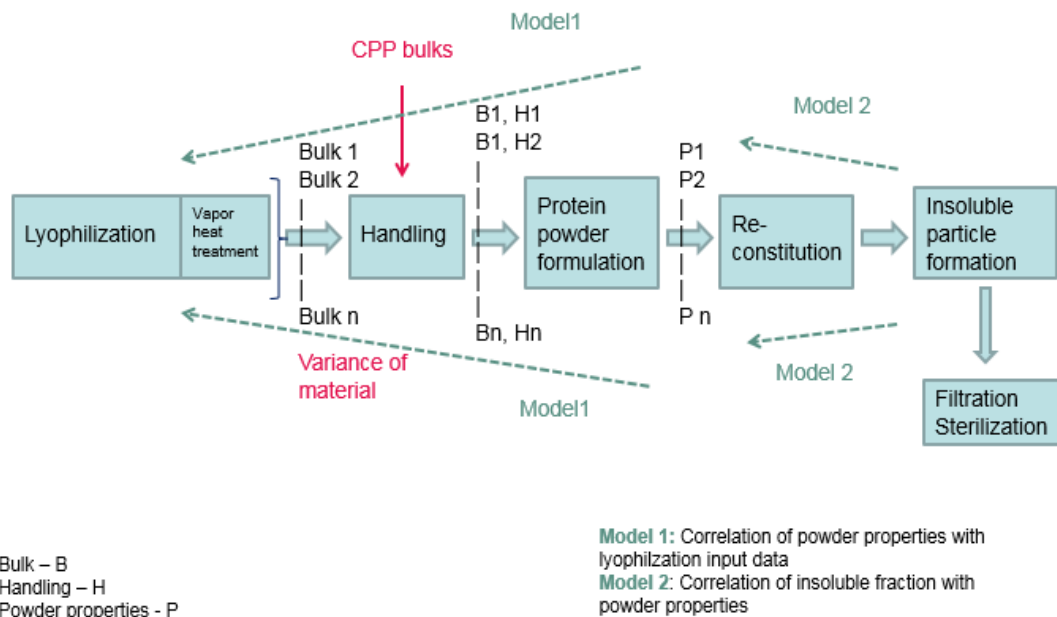 Model1
CPP bulks
Model 2
B1, H1
B1, H2
Bulk 1
Bulk 2
P1
P2
Lyophilization
Vapor
heat
treatment
Handling
Protein
powder
formulation
Re-
constitution
Insoluble
particle
formation
Bulk n
Bn, Hn
P n
Variance of
material
Model1
Model 2
Filtration
Sterilization
Bulk – B
Handling – H
Powder properties - P
Model 1: Correlation of powder properties with
lyophilzation input data
Model 2: Correlation of insoluble fraction with
powder properties